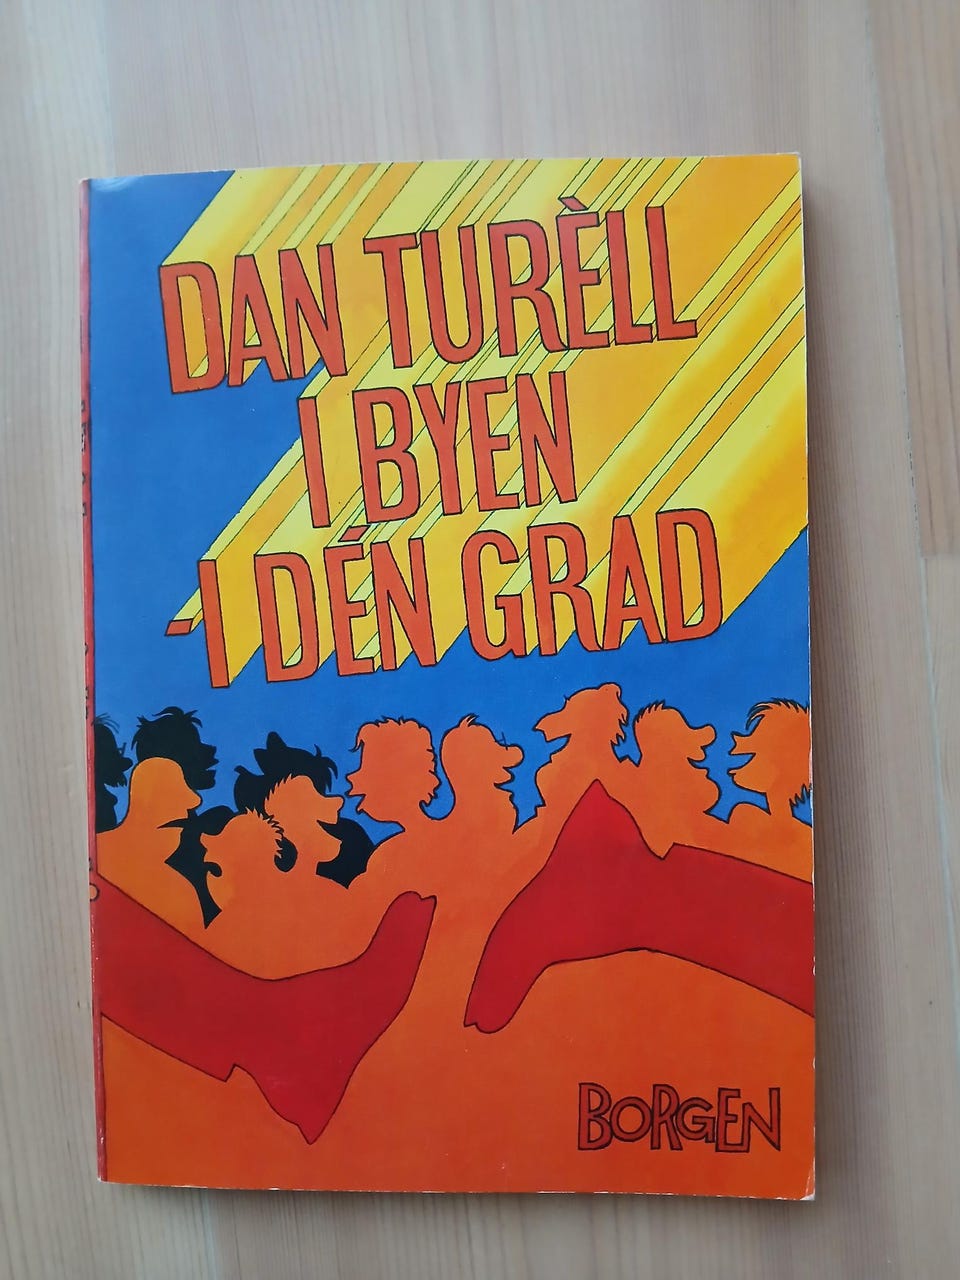 DAN TURÈLL
I BYEN
-I DÉN GRAD
BORGEN